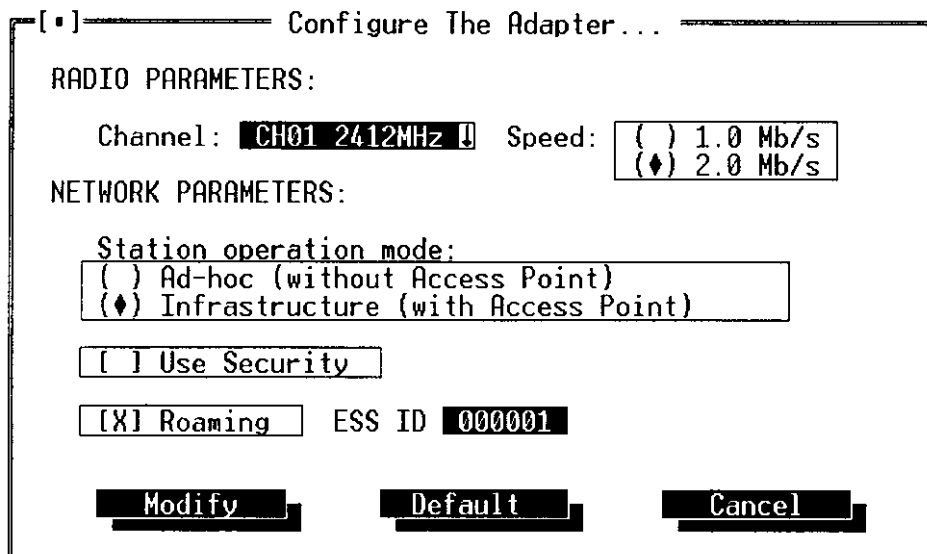 [▪] Configure The Adapter...
RADIO PARAMETERS:
Channel: CH01 2412MHz ↓ Speed: ( ) 1.0 Mb/s
(♦) 2.0 Mb/s
NETWORK PARAMETERS:
Station operation mode:
( ) Ad-hoc (without Access Point)
(♦) Infrastructure (with Access Point)
[ ] Use Security
[X] Roaming ESS ID 000001
Modify Default Cancel